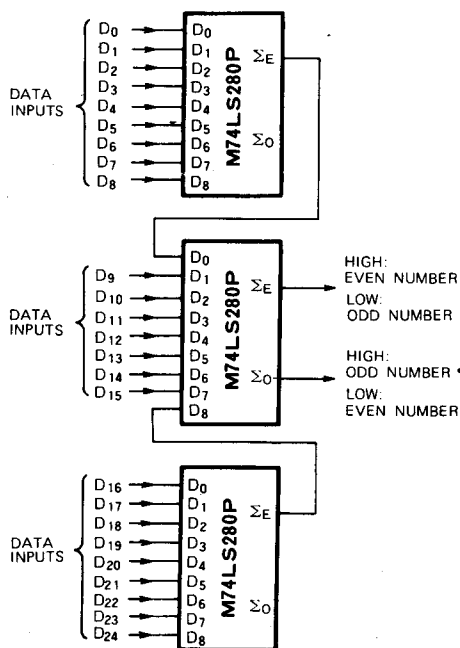 D0 D0
D1 D1
D2 D2 ΣE
D3 D3
DATA INPUTS D4 D4 M74LS280P
D5 D5
D6 D6 ΣO
D7 D7
D8 D8
D0
D9 D1
D10 D2 ΣE
D11 D3
DATA INPUTS D12 D4 M74LS280P
D13 D5
D14 D6 ΣO
D15 D7
D8
HIGH:
EVEN NUMBER
LOW:
ODD NUMBER
HIGH:
ODD NUMBER
LOW:
EVEN NUMBER
D16 D0
D17 D1 ΣE
D18 D2
D19 D3
DATA INPUTS D20 D4 M74LS280P
D21 D5
D22 D6 ΣO
D23 D7
D24 D8